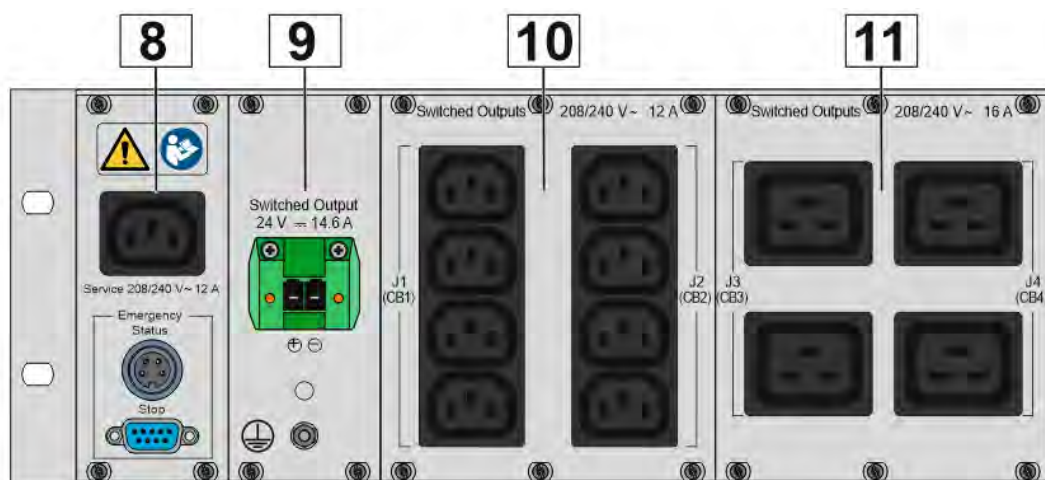 8
9
10
11
Switched Outputs 208/240 V~ 12 A
Switched Outputs 208/240 V~ 16 A
Switched Output
24 V ⎓ 14.6 A
Service 208/240 V~ 12 A
J1
(CB1)
J2
(CB2)
J3
(CB3)
J4
(CB4
Emergency
Status
Stop
⊕ ⊖